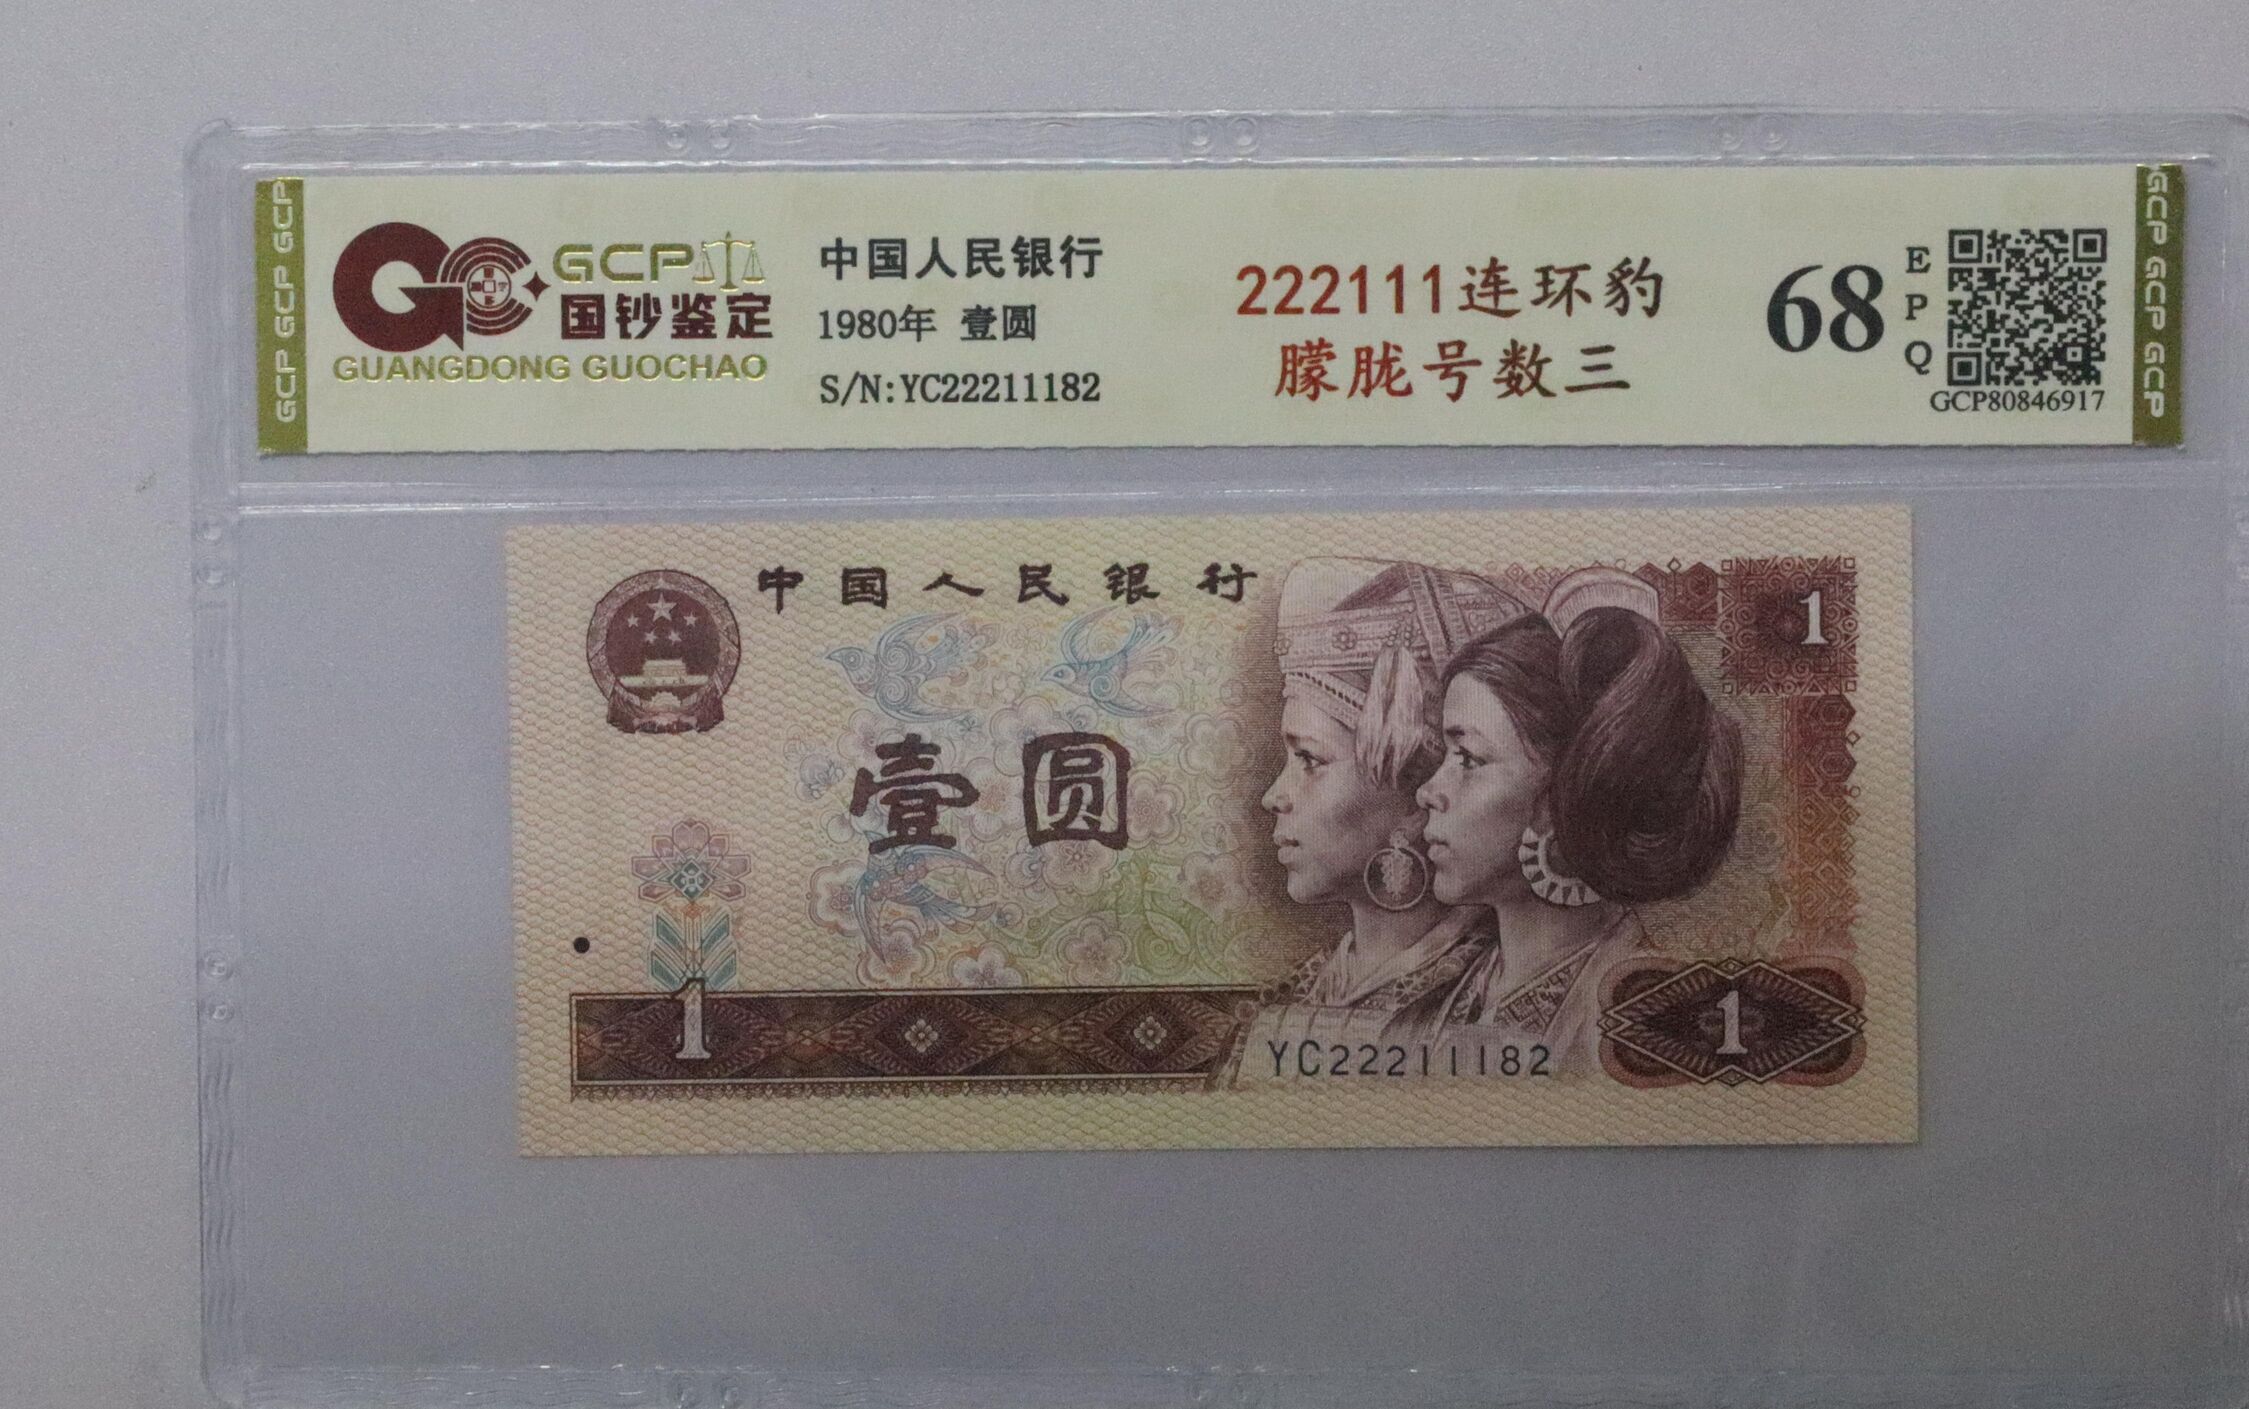 GCP GCP GCP
GCP
国钞鉴定
GUANGDONG GUOCHAO
中国人民银行
1980年 壹圆
S/N:YC22211182
222111连环豹
朦胧号数三
68
E
P
Q
GCP80846917
GCP GCP GCP
中国人民银行
1
壹圆
1
YC22211182
1